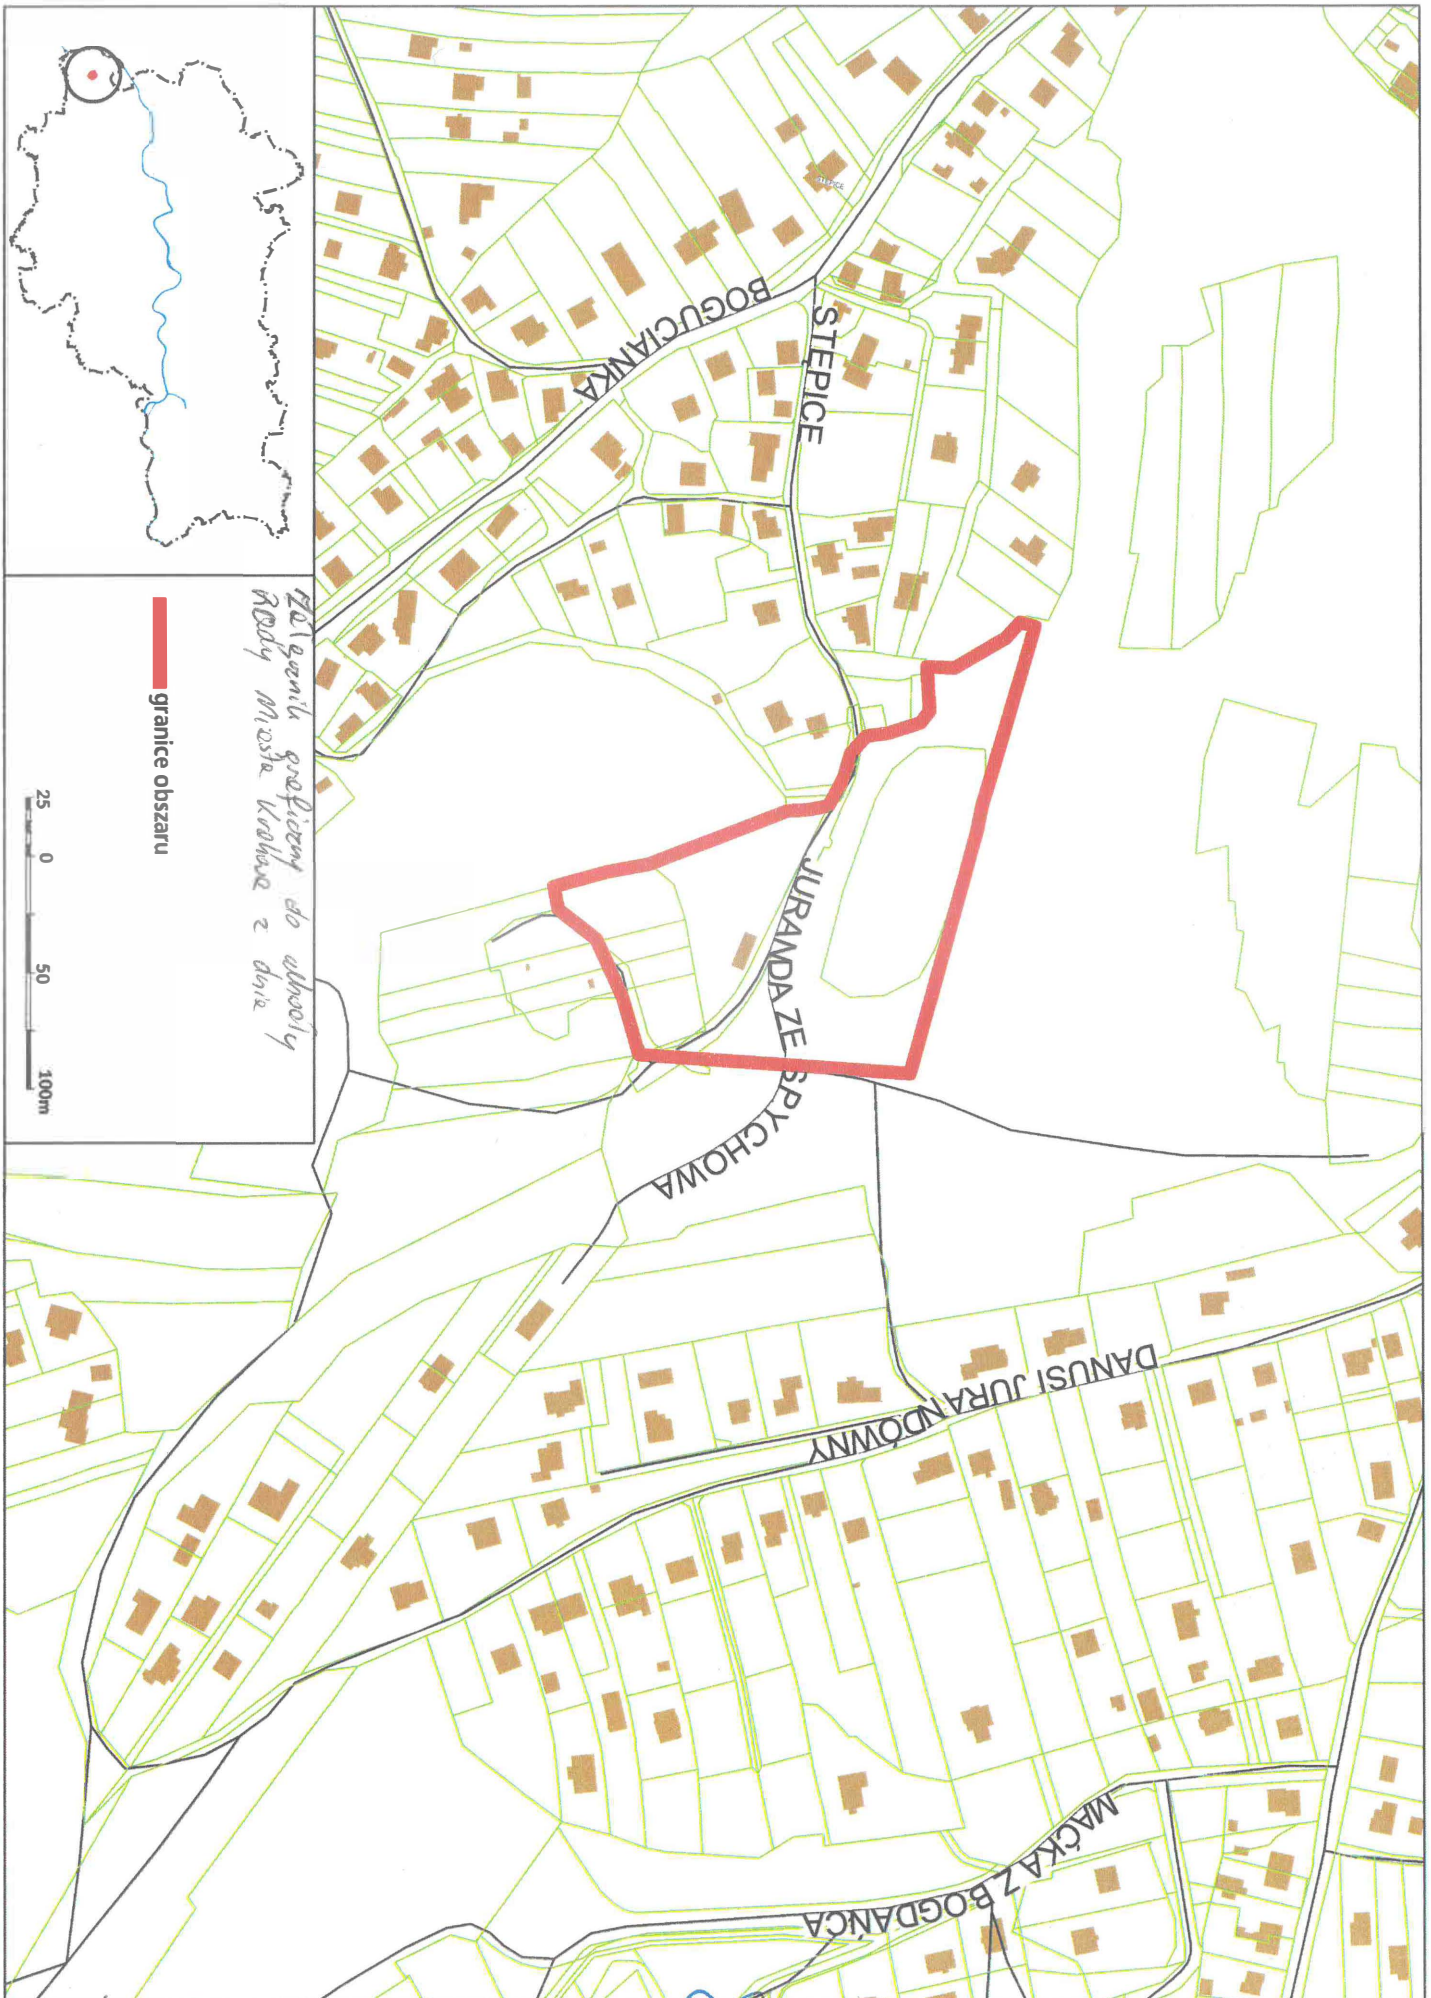 Załącznik graficzny do uchwały
Rady Miasta Krakowa z dnia
granice obszaru
25 0 50 100m
STĘPICE
BOGUCIANKA
STĘPICE
JURANDA ZE SPYCHOWA
DANUSI JURANDÓWNY
MAĆKA Z BOGDAŃCA